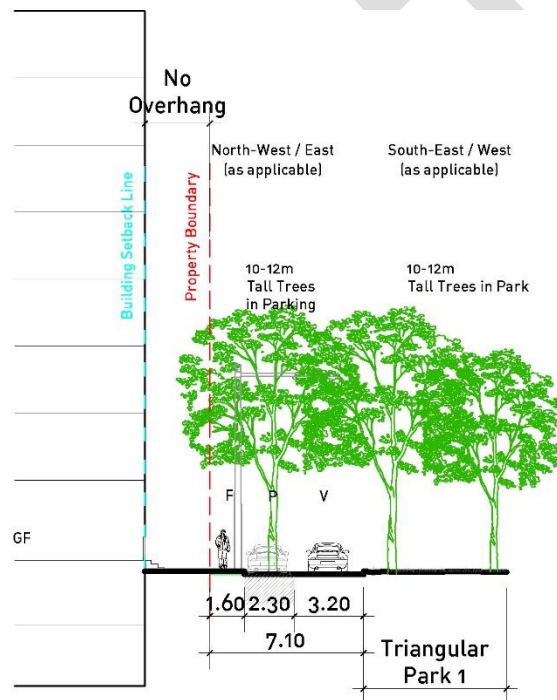 No
Overhang
North-West / East
(as applicable)
South-East / West
(as applicable)
Building Setback Line
Property Boundary
10-12m
Tall Trees
in Parking
10-12m
Tall Trees in Park
F
P
V
GF
1.60
2.30
3.20
7.10
Triangular
Park 1